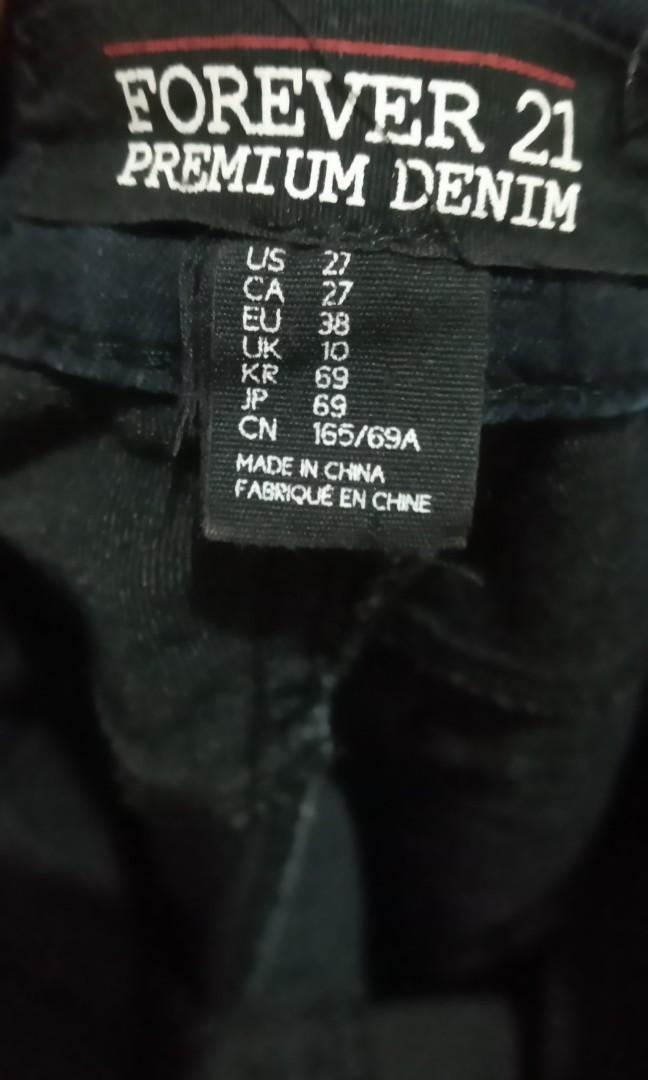 FOREVER 21
PREMIUM DENIM
US 27
CA 27
EU 38
UK 10
KR 69
JP 69
CN 165/69A
MADE IN CHINA
FABRIQUÉ EN CHINE